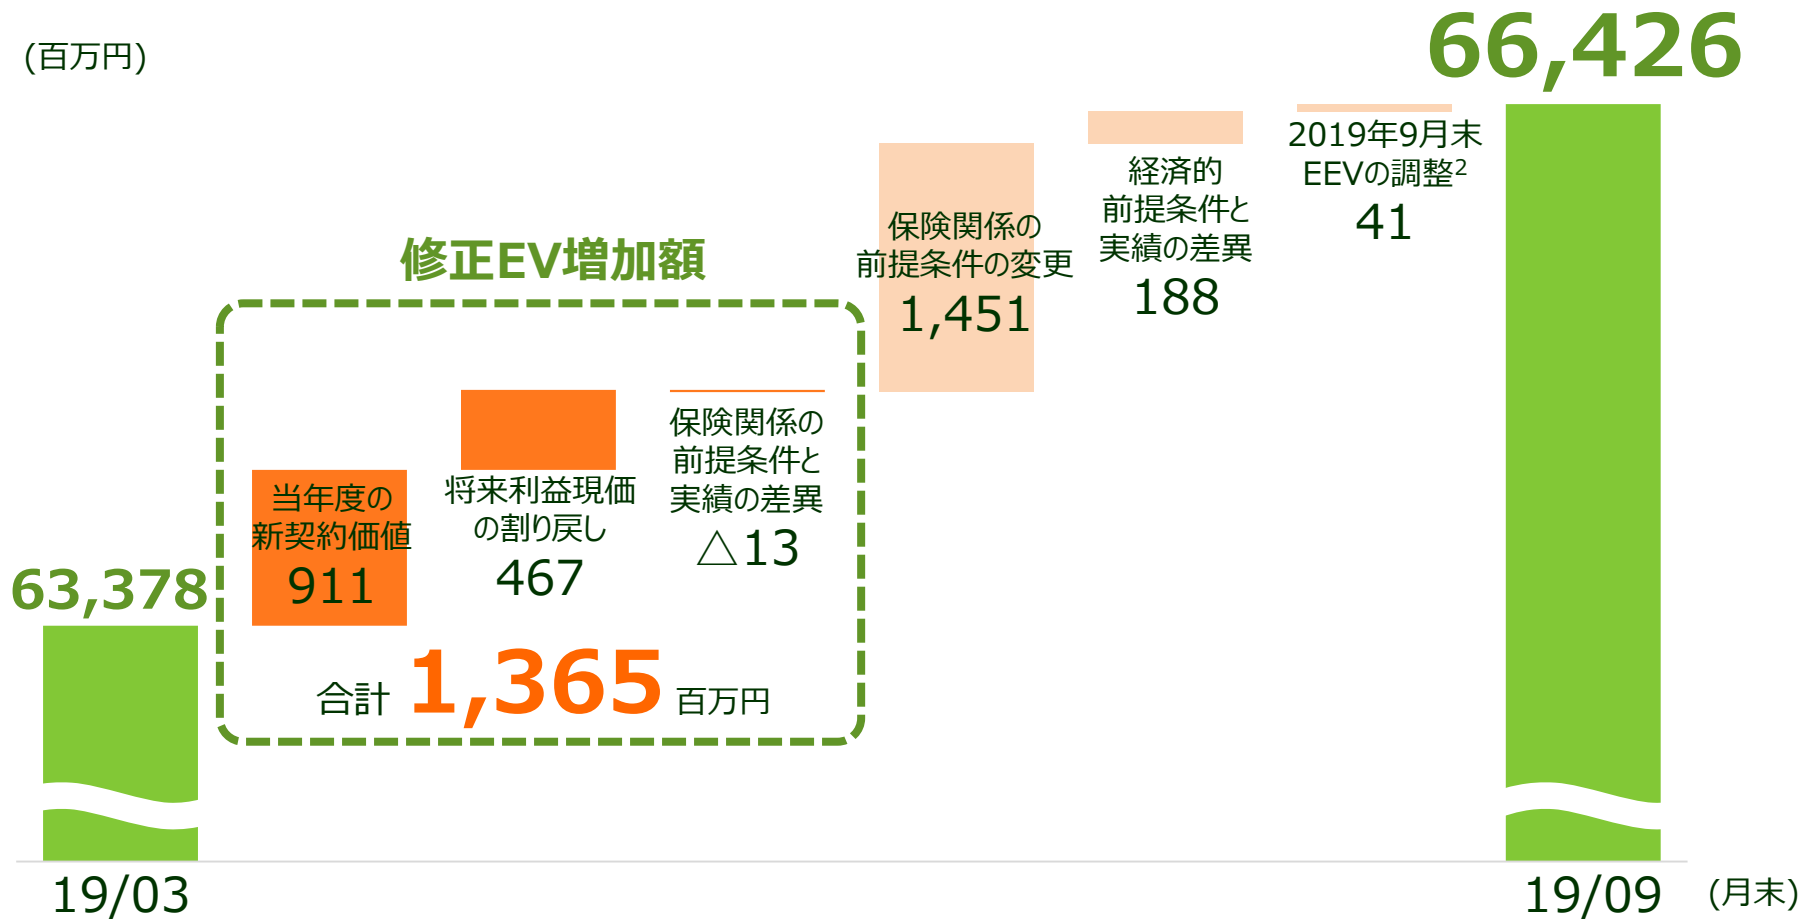 (百万円)
63,378
修正EV増加額
当年度の
新契約価値
911
将来利益現価
の割り戻し
467
保険関係の
前提条件と
実績の差異
△13
合計 1,365 百万円
保険関係の
前提条件の変更
1,451
経済的
前提条件と
実績の差異
188
2019年9月末
EEVの調整2
41
66,426
19/03
19/09
(月末)